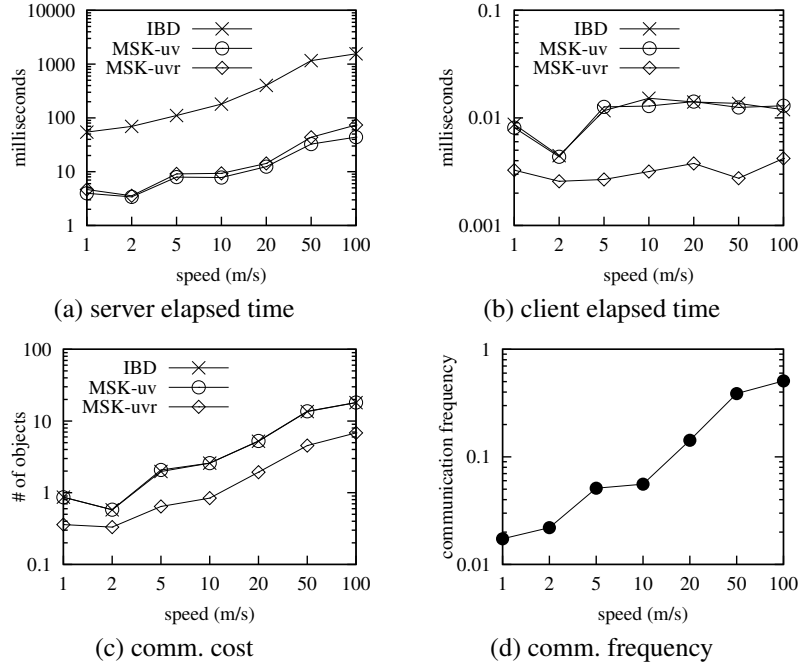 10000
1000
100
10
1
milliseconds
IBD
MSK-uv
MSK-uvr
1 2 5 10 20 50 100
speed (m/s)
(a) server elapsed time
0.1
0.01
0.001
milliseconds
IBD
MSK-uv
MSK-uvr
1 2 5 10 20 50 100
speed (m/s)
(b) client elapsed time
100
10
1
0.1
# of objects
IBD
MSK-uv
MSK-uvr
1 2 5 10 20 50 100
speed (m/s)
(c) comm. cost
1
0.1
0.01
communication frequency
1 2 5 10 20 50 100
speed (m/s)
(d) comm. frequency